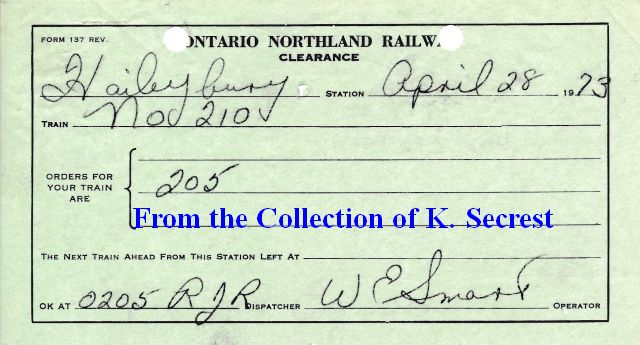 FORM 137 REV. ONTARIO NORTHLAND RAILWA
CLEARANCE
Haileybury STATION April 28 1973
TRAIN No 210
ORDERS FOR YOUR TRAIN ARE
205
From the Collection of K. Secrest
THE NEXT TRAIN AHEAD FROM THIS STATION LEFT AT
OK AT 0205 RJR DISPATCHER W E Smart OPERATOR